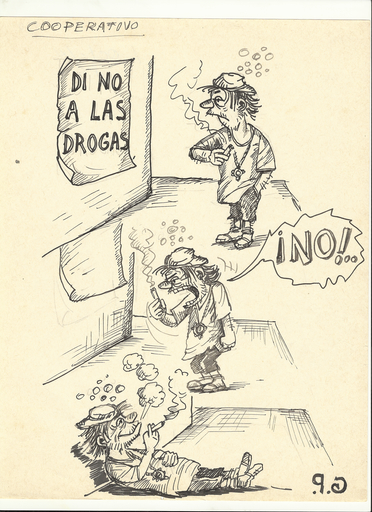 COOPERATIVO
DI NO
A LAS
DROGAS
¡NO!...
G.P.